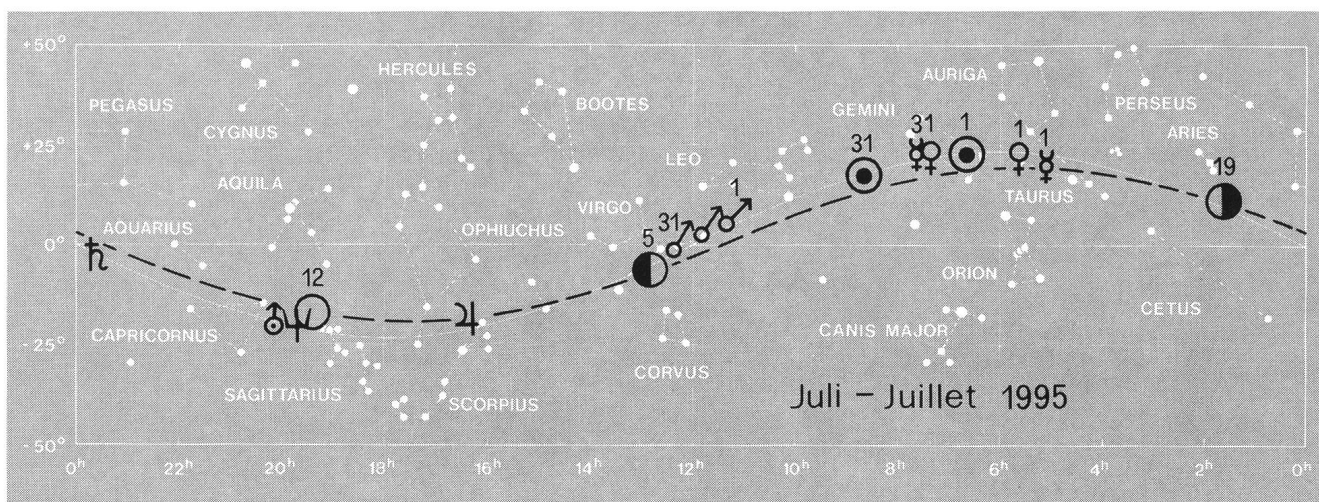 +50°
HERCULES
AURIGA
PEGASUS
BOOTES
GEMINI
PERSEUS
CYGNUS
31 1 1 1
ARIES
+25°
31
LEO
19
AQUILA
1
TAURUS
VIRGO
31
AQUARIUS
OPHIUCHUS
5
0°
12
ORION
CETUS
CAPRICORNUS
CANIS MAJOR
-25°
CORVUS
SAGITTARIUS
SCORPIUS
Juli – Juillet 1995
-50°
0h 22h 20h 18h 16h 14h 12h 10h 8h 6h 4h 2h 0h